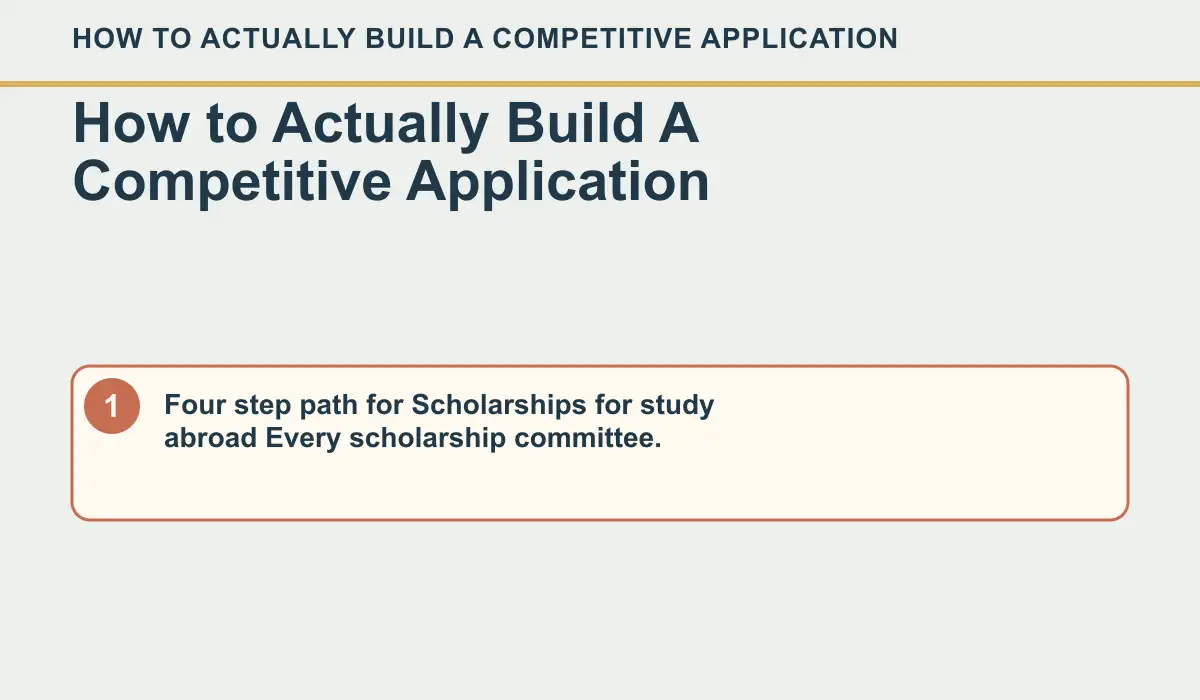 HOW TO ACTUALLY BUILD A COMPETITIVE APPLICATION
How to Actually Build A
Competitive Application
1
Four step path for Scholarships for study
abroad Every scholarship committee.